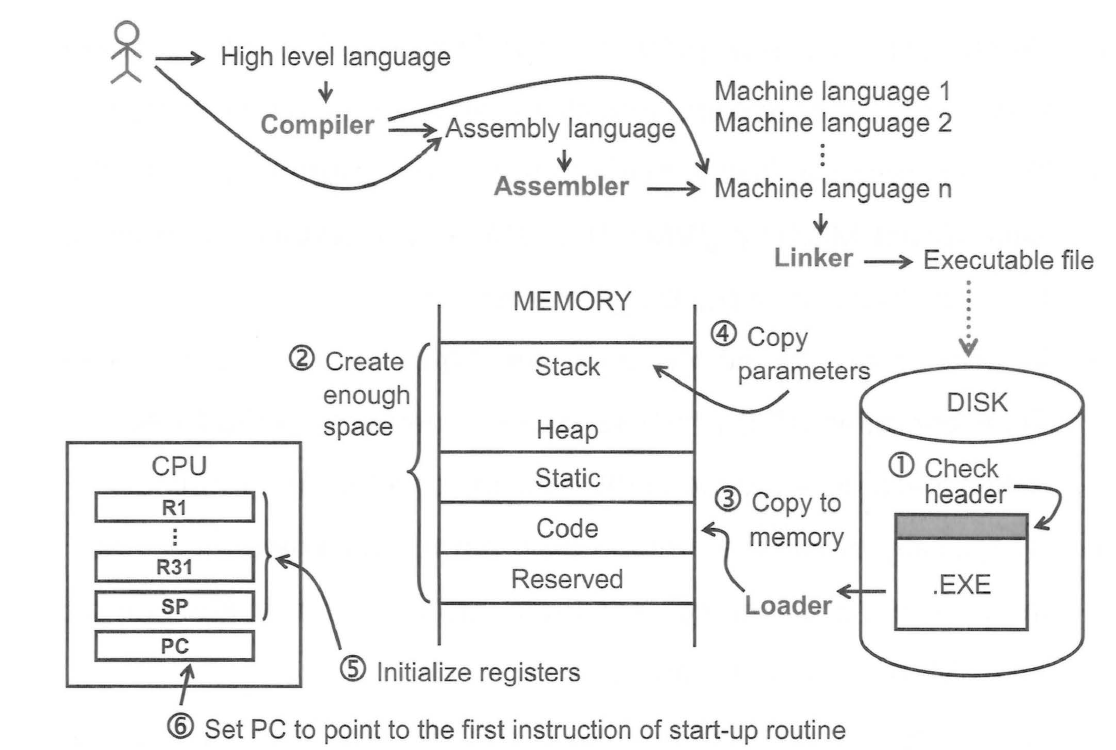 High level language
Compiler
Assembly language
Assembler
Machine language 1
Machine language 2
Machine language n
Linker
Executable file
MEMORY
② Create
enough
space
Stack
Heap
Static
Code
Reserved
④ Copy
parameters
DISK
① Check
header
.EXE
③ Copy to
memory
Loader
CPU
R1
R31
SP
PC
⑤ Initialize registers
⑥ Set PC to point to the first instruction of start-up routine